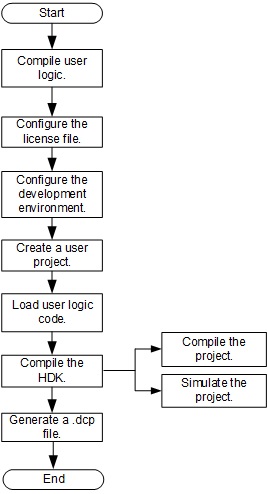 Start
Compile user
logic.
Configure the
license file.
Configure the
development
environment.
Create a user
project.
Load user logic
code.
Compile the
HDK.
Compile the
project.
Simulate the
project.
Generate a .dcp
file.
End